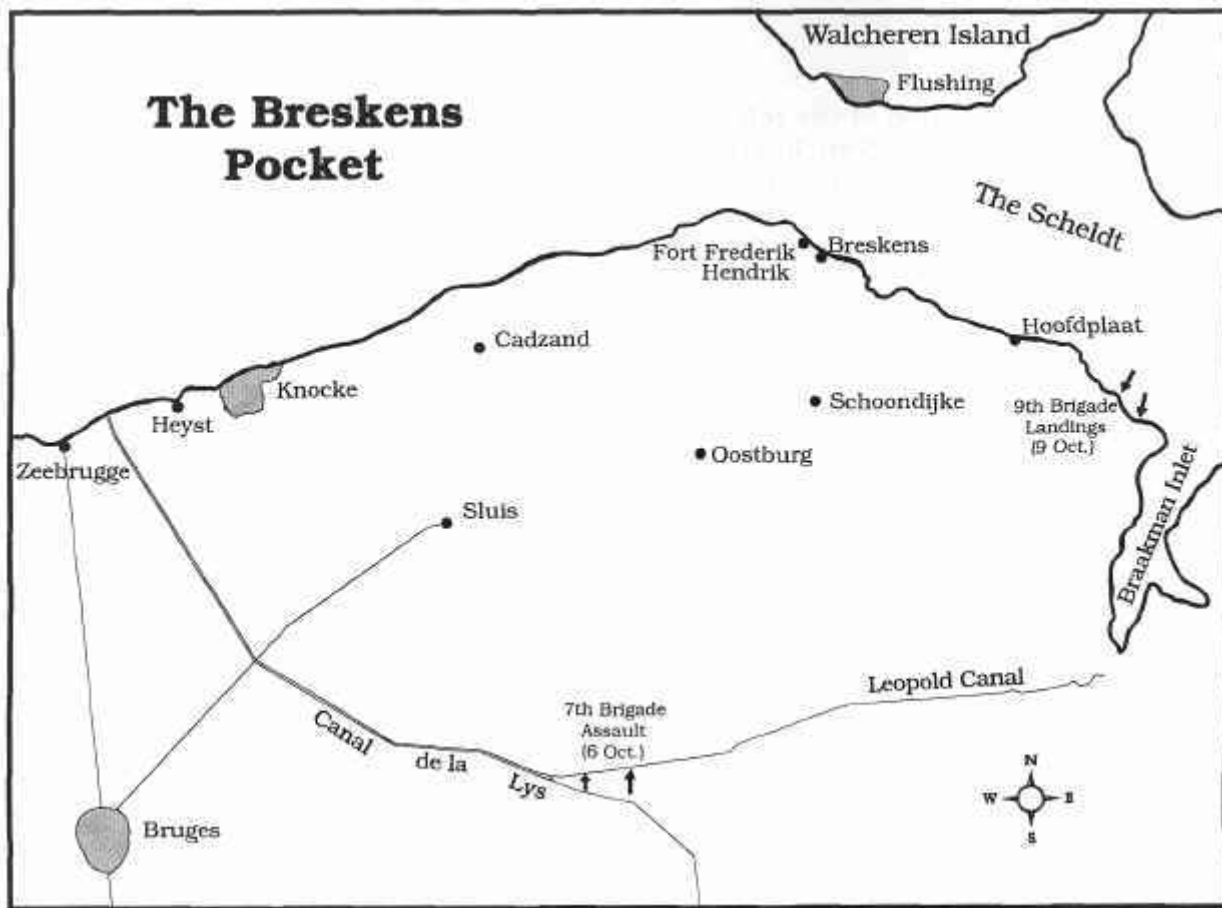 Walcheren Island
Flushing
The Breskens
Pocket
The Scheldt
Fort Frederik
Hendrik
Breskens
Hoofdplaat
Cadzand
Knocke
Heyst
Schoondijke
9th Brigade
Landings
(9 Oct.)
Zeebrugge
Oostburg
Braakman Inlet
Sluis
Leopold Canal
7th Brigade
Assault
(6 Oct.)
Canal
de la
Lys
Bruges
N
W
E
S